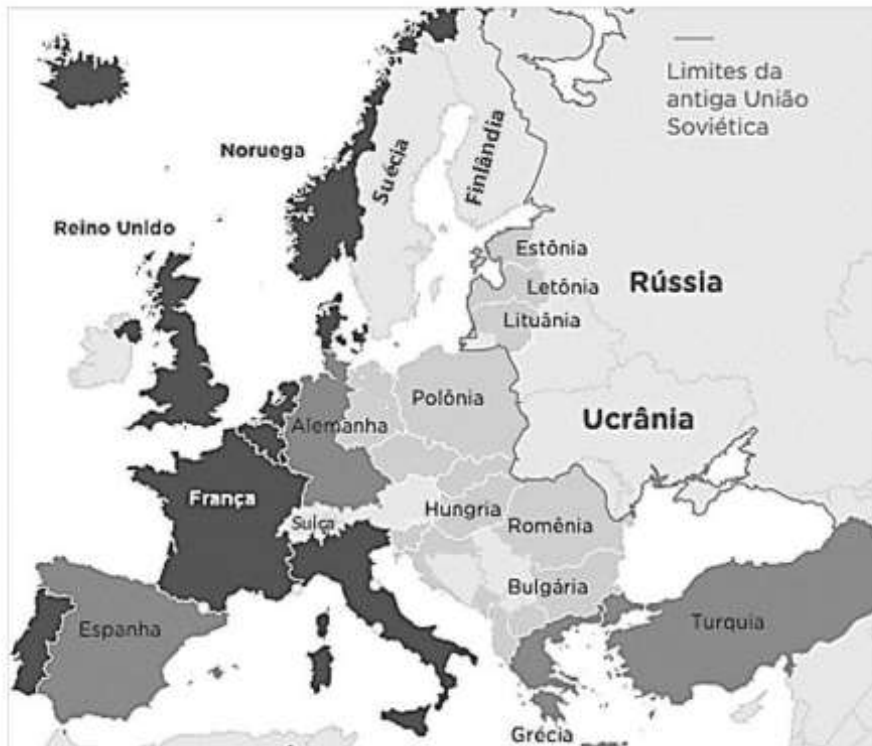 Limites da
antiga União
Soviética
Noruega
Suécia
Finlândia
Reino Unido
Estônia
Letônia
Rússia
Lituânia
Polônia
Alemanha
Ucrânia
França
Suíça
Hungria
Romênia
Bulgária
Espanha
Turquia
Grécia